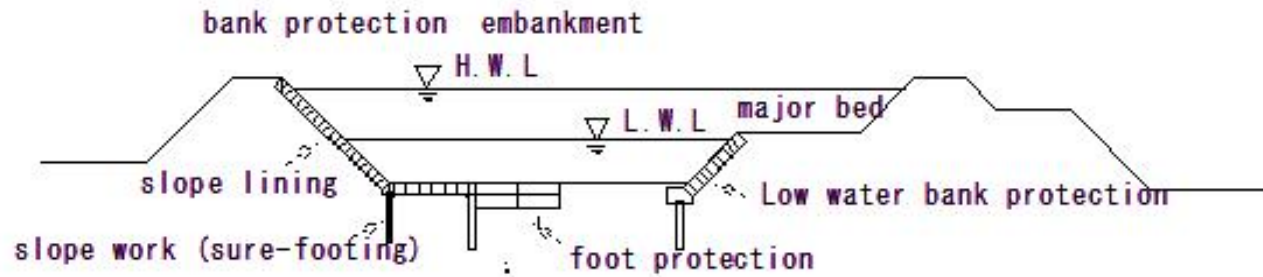 bank protection embankment
H.W.L
L.W.L
major bed
slope lining
Low water bank protection
slope work (sure-footing)
foot protection